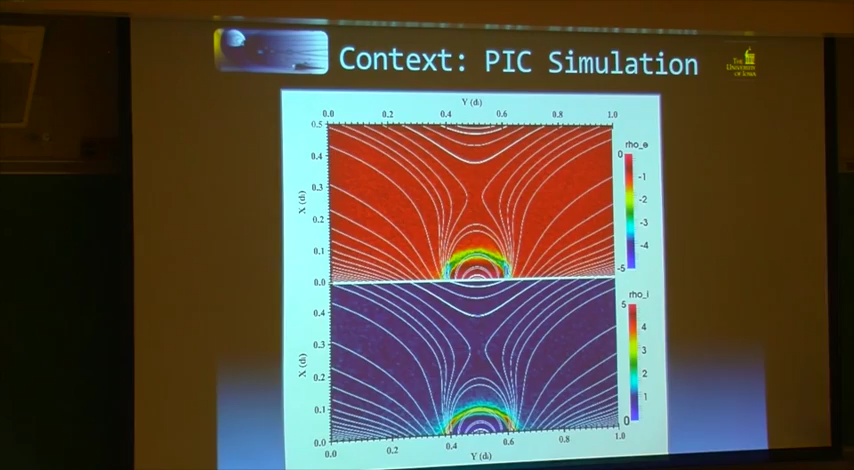 Context: PIC Simulation
THE
UNIVERSITY
OF IOWA
Y (dᵢ)
0.0 0.2 0.4 0.6 0.8 1.0
rho_e
0
-1
-2
-3
-4
-5
X (dᵢ)
0.5
0.4
0.3
0.2
0.1
0.0
rho_i
5
4
3
2
1
0
X (dᵢ)
0.4
0.3
0.2
0.1
0.0
0.2 0.4 0.6 0.8 1.0
Y (dᵢ)